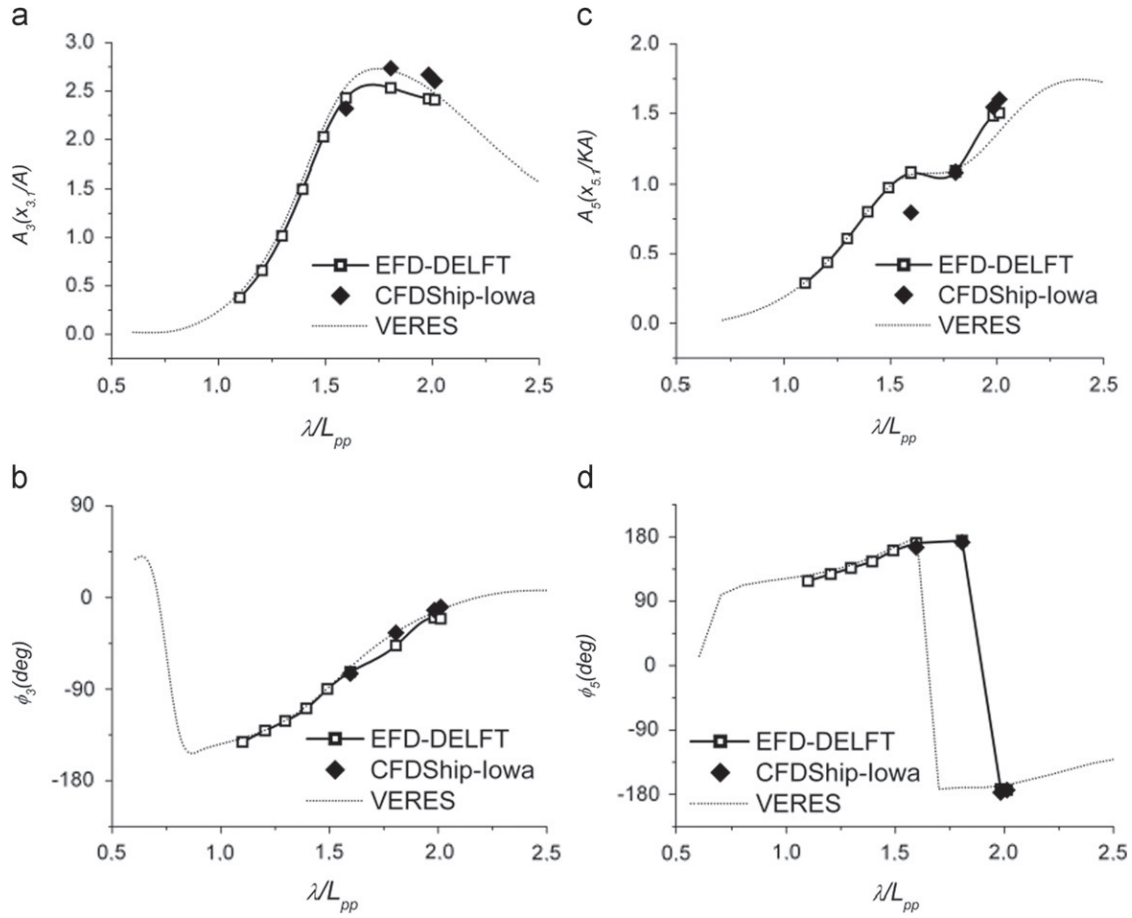 a
3.0
2.5
2.0
1.5
1.0
0.5
0.0
A3(x3.1/A)
EFD-DELFT
CFDShip-Iowa
VERES
0.5 1.0 1.5 2.0 2.5
λ/Lpp
c
2.0
1.5
1.0
0.5
0.0
A5(x5.1/KA)
EFD-DELFT
CFDShip-Iowa
VERES
0.5 1.0 1.5 2.0 2.5
λ/Lpp
b
90
0
-90
-180
ϕ3(deg)
EFD-DELFT
CFDShip-Iowa
VERES
0.5 1.0 1.5 2.0 2.5
λ/Lpp
d
180
90
0
-90
-180
ϕ5(deg)
EFD-DELFT
CFDShip-Iowa
VERES
0.5 1.0 1.5 2.0 2.5
λ/Lpp